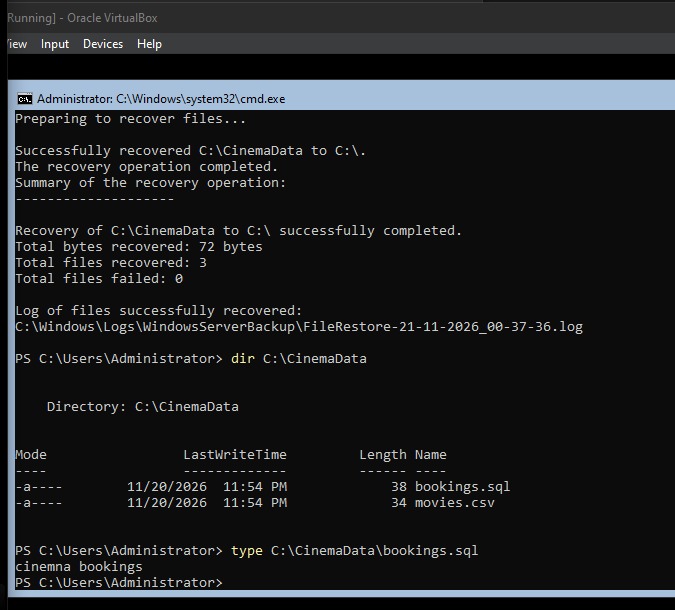 Running] - Oracle VirtualBox
iew Input Devices Help
Administrator: C:\Windows\system32\cmd.exe
Preparing to recover files...
Successfully recovered C:\CinemaData to C:\.
The recovery operation completed.
Summary of the recovery operation:
--------------------
Recovery of C:\CinemaData to C:\ successfully completed.
Total bytes recovered: 72 bytes
Total files recovered: 3
Total files failed: 0
Log of files successfully recovered:
C:\Windows\Logs\WindowsServerBackup\FileRestore-21-11-2026_00-37-36.log
PS C:\Users\Administrator> dir C:\CinemaData
Directory: C:\CinemaData
Mode LastWriteTime Length Name
---- ------------- ------ ----
-a---- 11/20/2026 11:54 PM 38 bookings.sql
-a---- 11/20/2026 11:54 PM 34 movies.csv
PS C:\Users\Administrator> type C:\CinemaData\bookings.sql
cinemna bookings
PS C:\Users\Administrator>